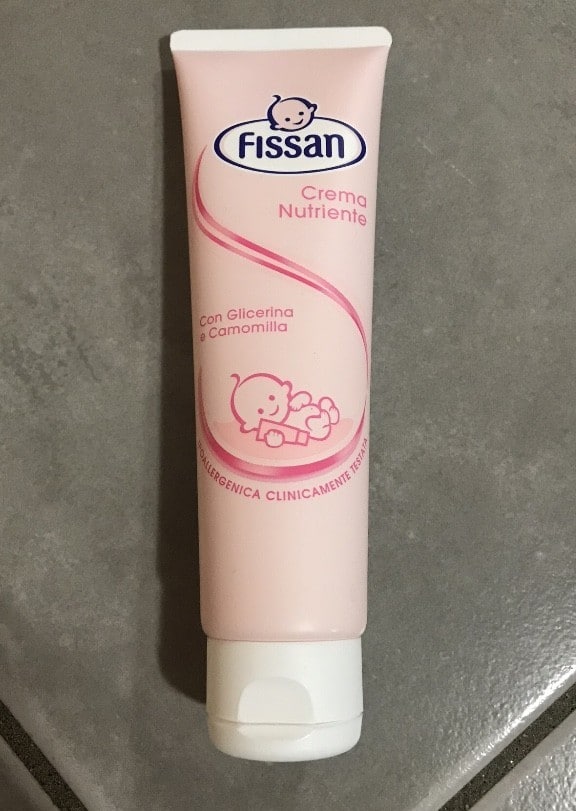 Fissan
Crema
Nutriente
Con Glicerina
e Camomilla
IPOALLERGENICA CLINICAMENTE TESTATA